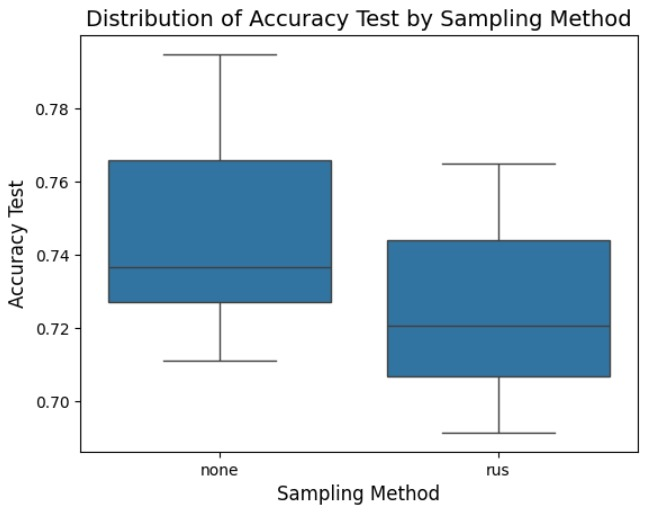 Distribution of Accuracy Test by Sampling Method
Accuracy Test
0.78
0.76
0.74
0.72
0.70
none rus
Sampling Method